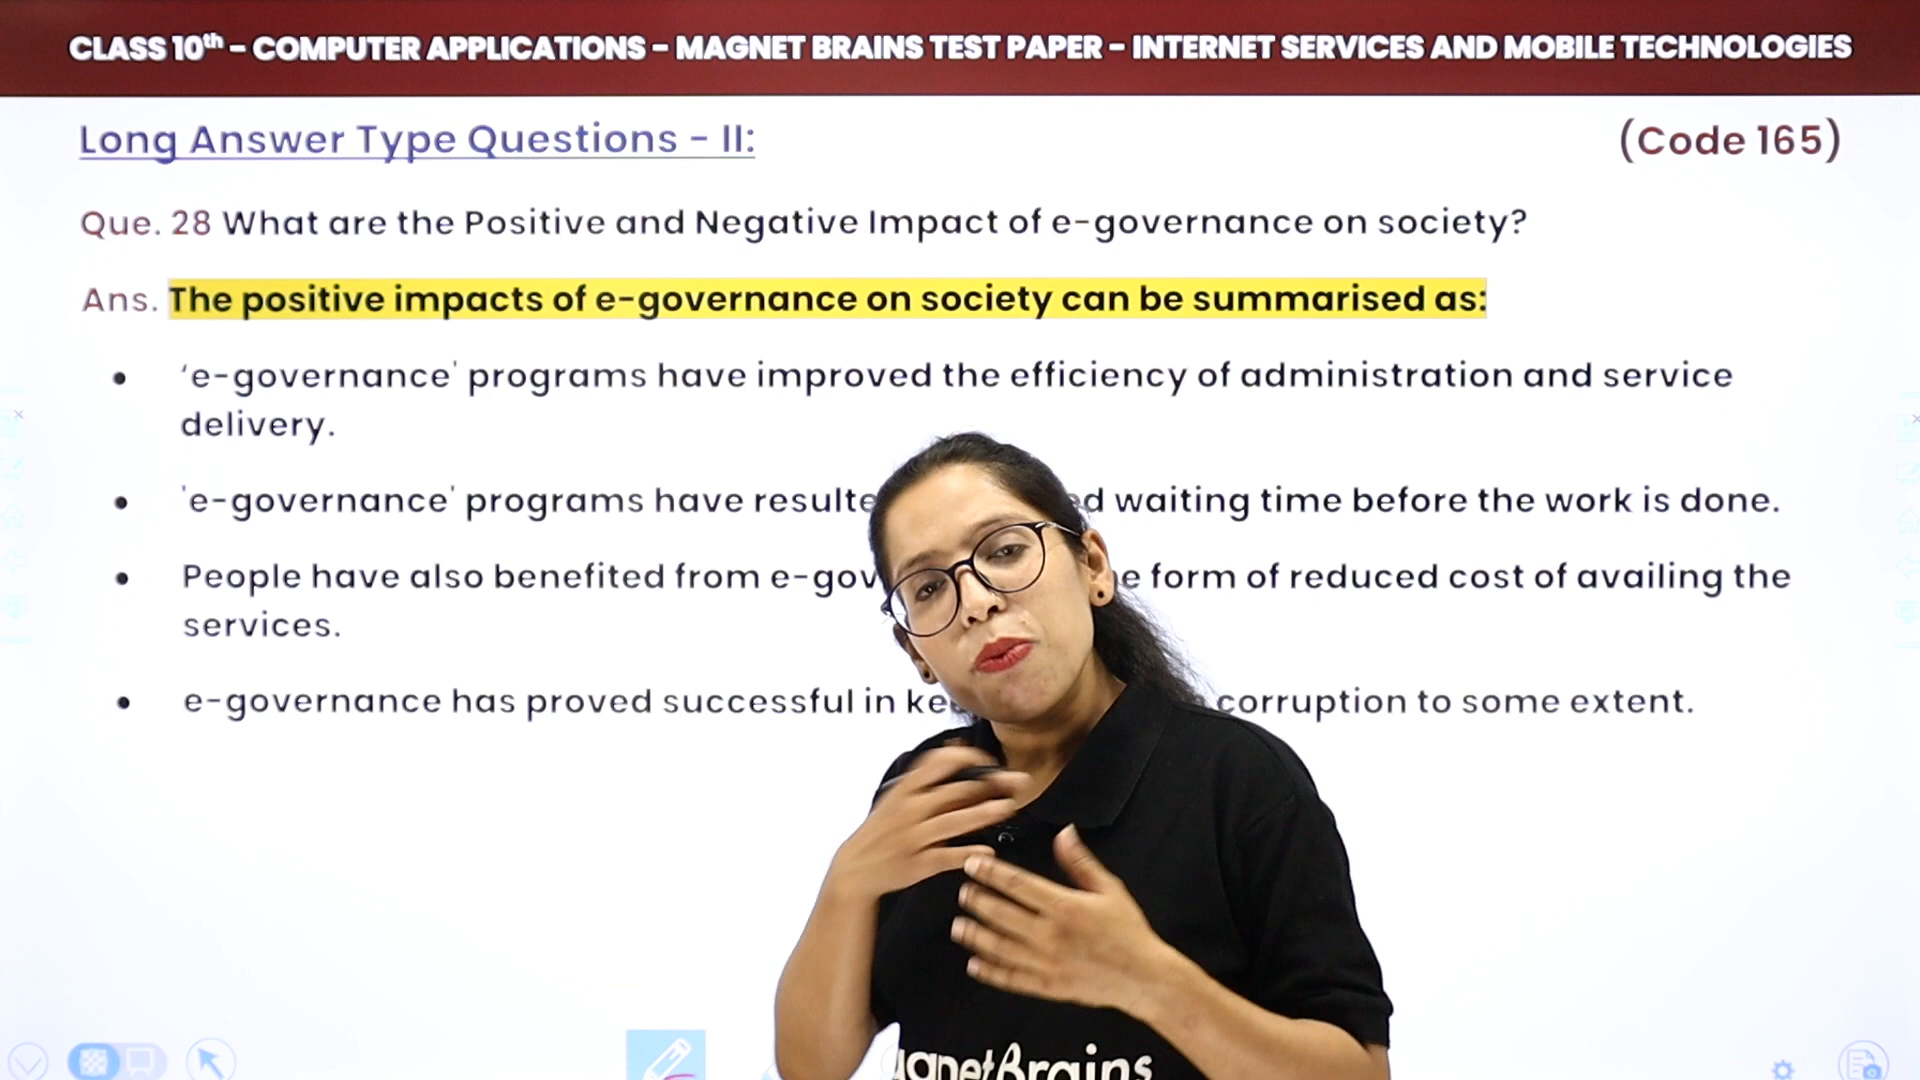 CLASS 10th – COMPUTER APPLICATIONS – MAGNET BRAINS TEST PAPER – INTERNET SERVICES AND MOBILE TECHNOLOGIES
Long Answer Type Questions – II: (Code 165)
Que. 28 What are the Positive and Negative Impact of e-governance on society?
Ans. The positive impacts of e-governance on society can be summarised as:
• ‘e-governance' programs have improved the efficiency of administration and service
delivery.
• 'e-governance' programs have waiting time before the work is done.
• People have also benefited from form of reduced cost of availing the
services.
• e-governance has proved successful in corruption to some extent.